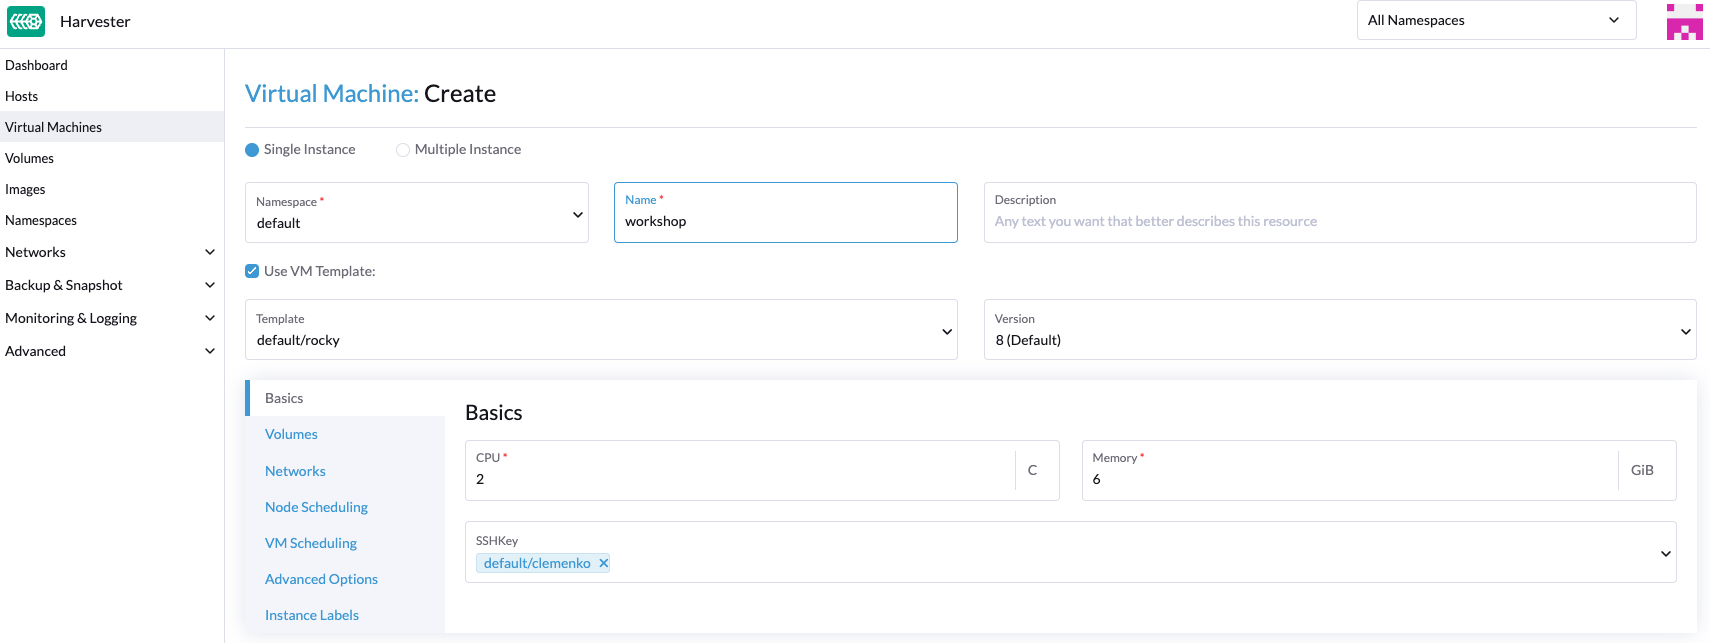 Harvester
All Namespaces
Dashboard
Hosts
Virtual Machines
Volumes
Images
Namespaces
Networks
Backup & Snapshot
Monitoring & Logging
Advanced
Virtual Machine: Create
Single Instance
Multiple Instance
Namespace *
default
Name *
workshop
Description
Any text you want that better describes this resource
Use VM Template:
Template
default/rocky
Version
8 (Default)
Basics
Volumes
Networks
Node Scheduling
VM Scheduling
Advanced Options
Instance Labels
Basics
CPU *
2
C
Memory *
6
GiB
SSHKey
default/clemenko ×